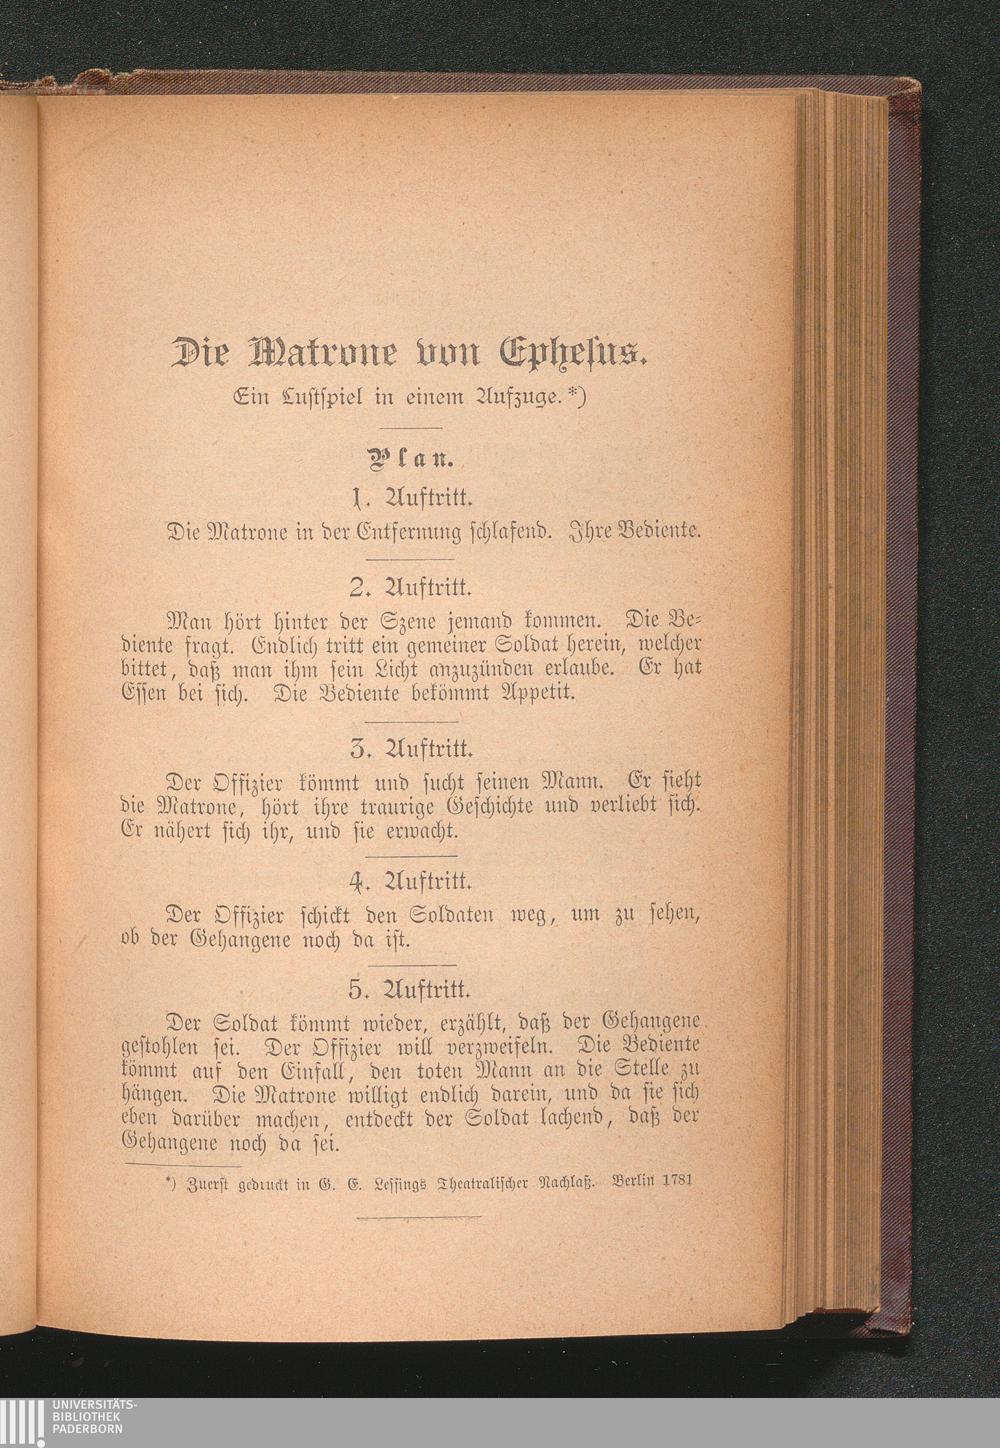 Die Matrone von Ephesus.
Ein Lustspiel in einem Aufzuge.*)
Plan.
1. Auftritt.
Die Matrone in der Entfernung schlafend. Ihre Bediente.
2. Auftritt.
Man hört hinter der Szene jemand kommen. Die Be-
diente fragt. Endlich tritt ein gemeiner Soldat herein, welcher
bittet, daß man ihm sein Licht anzuzünden erlaube. Er hat
Essen bei sich. Die Bediente bekömmt Appetit.
3. Auftritt.
Der Offizier kömmt und sucht seinen Mann. Er sieht
die Matrone, hört ihre traurige Geschichte und verliebt sich.
Er nähert sich ihr, und sie erwacht.
4. Auftritt.
Der Offizier schickt den Soldaten weg, um zu sehen,
ob der Gehangene noch da ist.
5. Auftritt.
Der Soldat kömmt wieder, erzählt, daß der Gehangene
gestohlen sei. Der Offizier will verzweifeln. Die Bediente
kömmt auf den Einfall, den toten Mann an die Stelle zu
hängen. Die Matrone willigt endlich darein, und da sie sich
eben darüber machen, entdeckt der Soldat lachend, daß der
Gehangene noch da sei.
*) Zuerst gedruckt in G. E. Lessings Theatralischer Nachlaß. Berlin 1781
UNIVERSITÄTS-
BIBLIOTHEK
PADERBORN